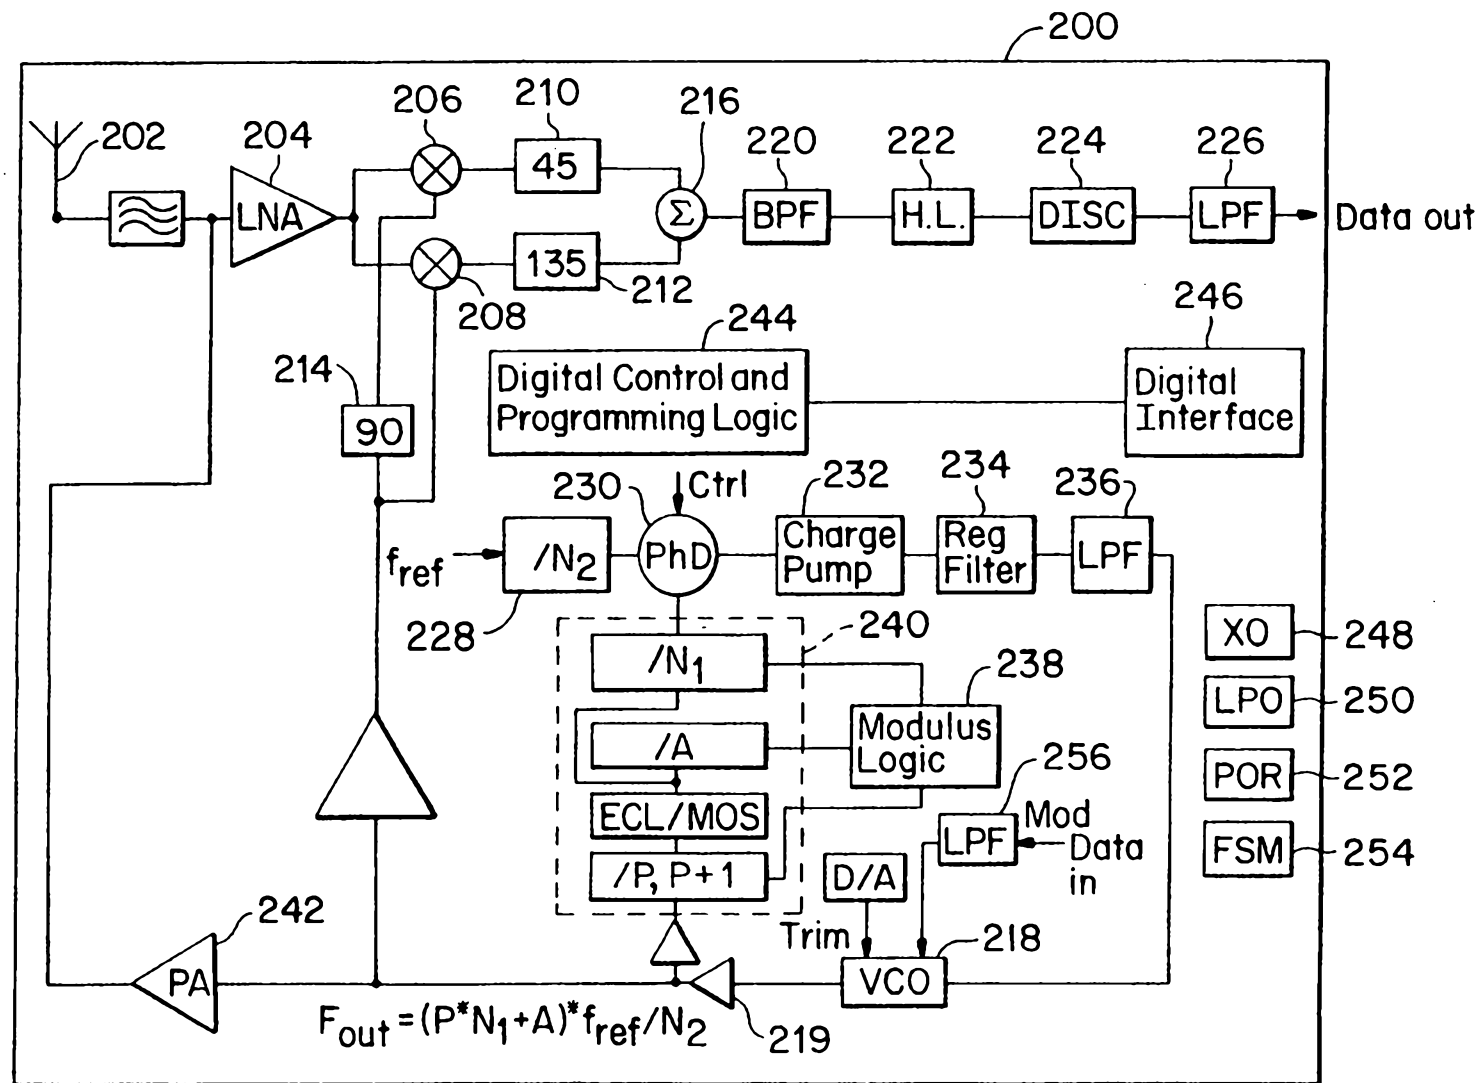 200
202
204
206
210
216
220
222
224
226
LNA
45
Σ
BPF
H.L.
DISC
LPF
Data out
135
208
212
214
90
244
Digital Control and
Programming Logic
246
Digital
Interface
230
Ctrl
232
234
236
f_ref
/N2
PhD
Charge
Pump
Reg
Filter
LPF
228
240
/N1
238
/A
Modulus
Logic
ECL/MOS
/P, P+1
256
LPF
Mod
Data
in
D/A
Trim
218
VCO
XO
248
LPO
250
POR
252
FSM
254
242
PA
F_out = (P*N1+A)*f_ref/N2
219